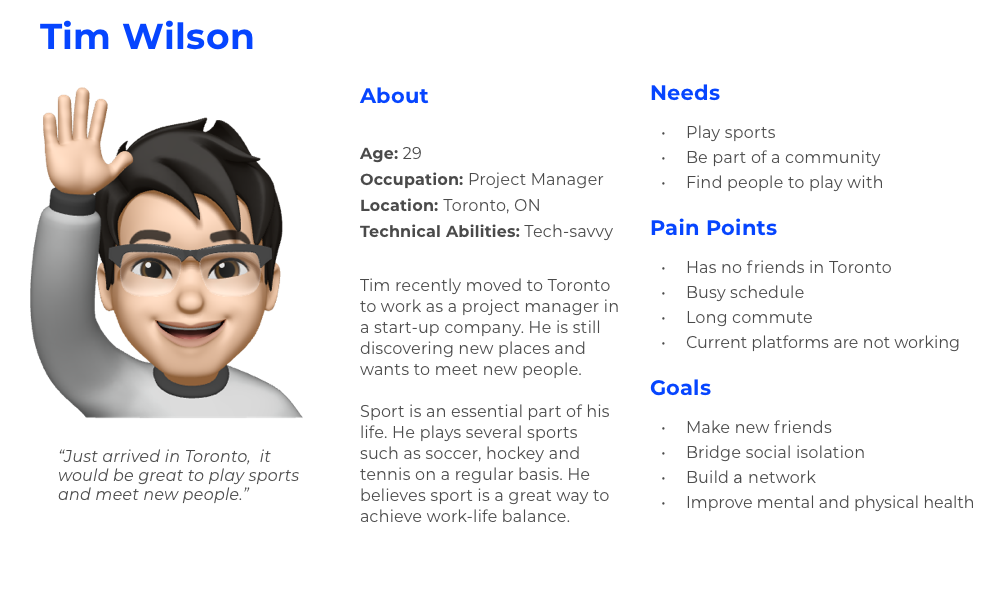 Tim Wilson
“Just arrived in Toronto, it
would be great to play sports
and meet new people.”
About
Age: 29
Occupation: Project Manager
Location: Toronto, ON
Technical Abilities: Tech-savvy
Tim recently moved to Toronto
to work as a project manager in
a start-up company. He is still
discovering new places and
wants to meet new people.
Sport is an essential part of his
life. He plays several sports
such as soccer, hockey and
tennis on a regular basis. He
believes sport is a great way to
achieve work-life balance.
Needs
• Play sports
• Be part of a community
• Find people to play with
Pain Points
• Has no friends in Toronto
• Busy schedule
• Long commute
• Current platforms are not working
Goals
• Make new friends
• Bridge social isolation
• Build a network
• Improve mental and physical health